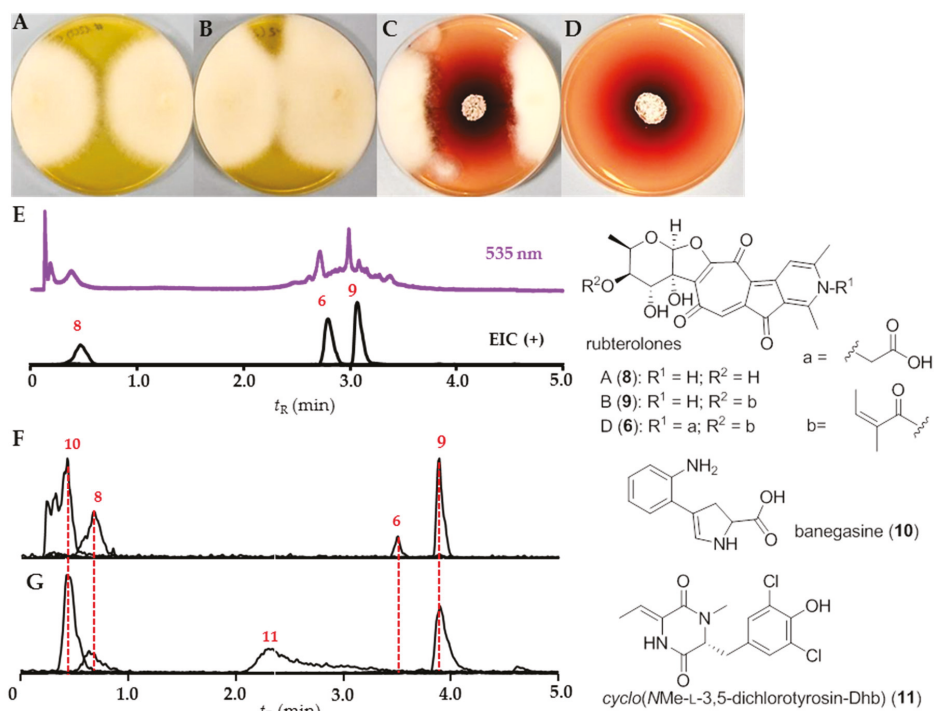 A B C D
E
535 nm
8
6
9
EIC (+)
0 1.0 2.0 3.0 4.0 5.0
tR (min)
F
10
8
6
9
G
11
0 1.0 2.0 3.0 4.0 5.0
H
O
O
O
R2
O
OH
OH
O
O
N–R1
rubterolones
A (8): R1 = H; R2 = H
B (9): R1 = H; R2 = b
D (6): R1 = a; R2 = b
a =
O
OH
b=
O
NH2
OH
O
NH
banegasine (10)
O
N
HN
O
Cl
OH
Cl
cyclo(NMe-L-3,5-dichlorotyrosin-Dhb) (11)